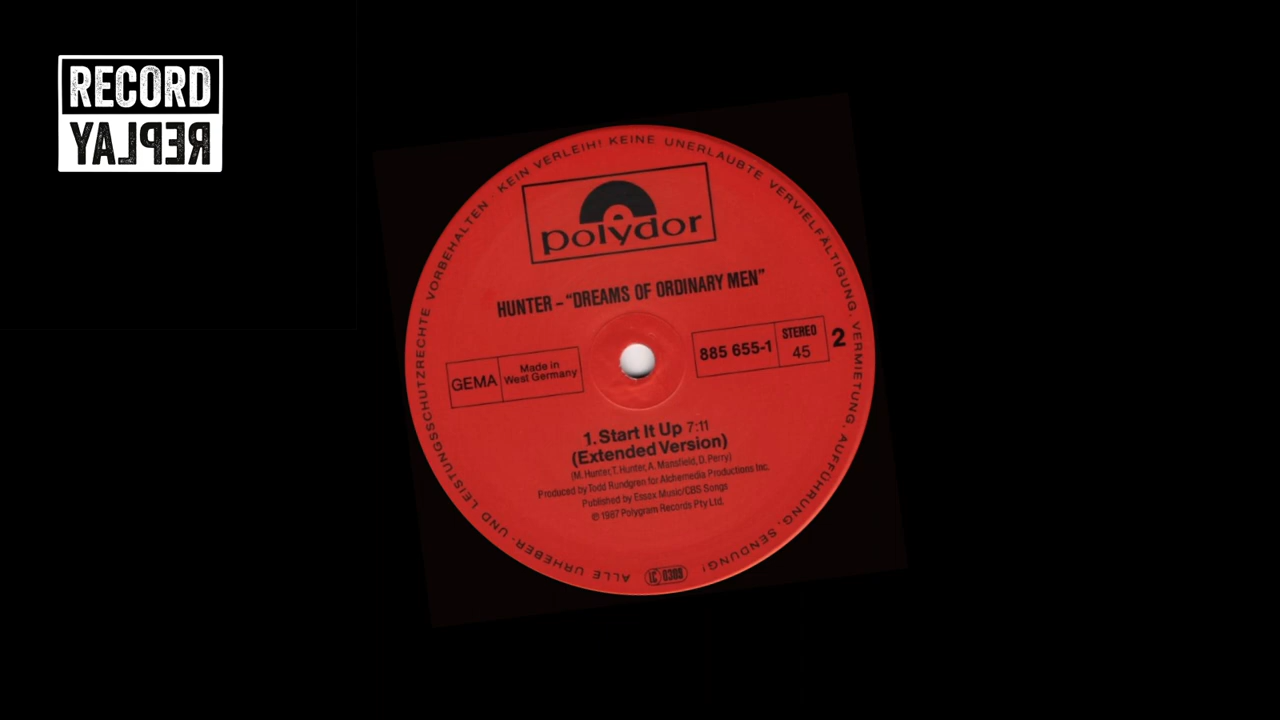 RECORD
REPLAY
ALLE URHEBER- UND LEISTUNGSSCHUTZRECHTE VORBEHALTEN · KEIN VERLEIH! KEINE UNERLAUBTE VERVIELFÄLTIGUNG, VERMIETUNG, AUFFÜHRUNG, SENDUNG!
polydor
HUNTER – “DREAMS OF ORDINARY MEN”
GEMA
Made in
West Germany
885 655-1
STEREO
45
2
1. Start It Up 7:11
(Extended Version)
(M. Hunter, T. Hunter, A. Mansfield, D. Perry)
Produced by Todd Rundgren for Alchemedia Productions Inc.
Published by Essex Music/CBS Songs
℗ 1987 Polygram Records Pty Ltd.
LC 0309